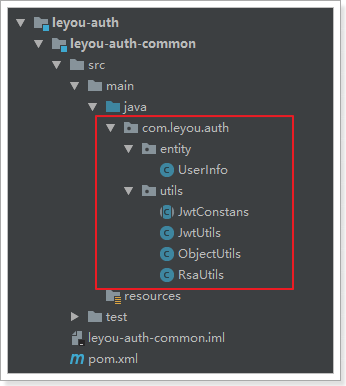 leyou-auth
leyou-auth-common
src
main
java
com.leyou.auth
entity
UserInfo
utils
JwtConstans
JwtUtils
ObjectUtils
RsaUtils
resources
test
leyou-auth-common.iml
pom.xml